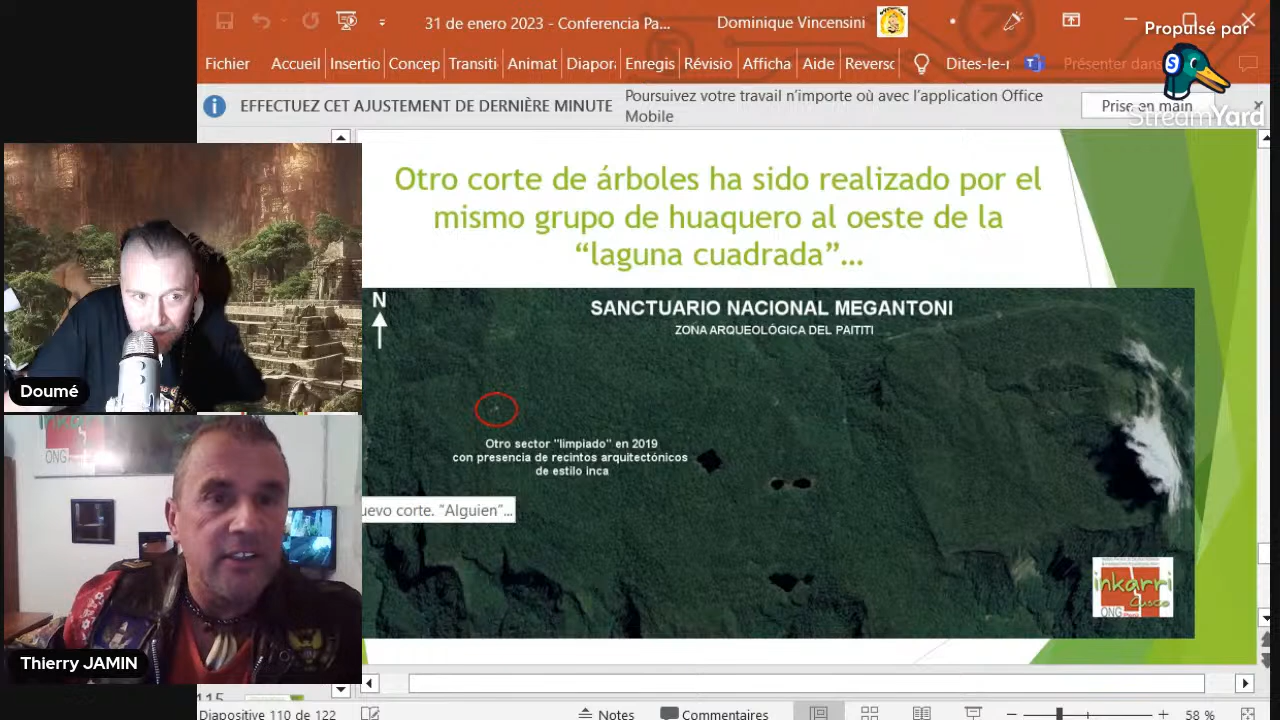 31 de enero 2023 - Conferencia Pa...
Dominique Vincensini
Propulsé par
StreamYard
Fichier Accueil Insertio Concep Transiti Animat Diapora Enregis Révisio Afficha Aide Reverso Dites-le-r Présenter dans
EFFECTUEZ CET AJUSTEMENT DE DERNIÈRE MINUTE
Poursuivez votre travail n'importe où avec l'application Office
Mobile
Prise en main
Otro corte de árboles ha sido realizado por el
mismo grupo de huaquero al oeste de la
“laguna cuadrada”...
N
SANCTUARIO NACIONAL MEGANTONI
ZONA ARQUEOLÓGICA DEL PAITITI
Otro sector "limpiado" en 2019
con presencia de recintos arquitectónicos
de estilo inca
uevo corte. “Alguien”...
inkarri
Cusco
ONG
Doumé
Thierry JAMIN
115
Diapositive 110 de 122
Notes
Commentaires
58 %